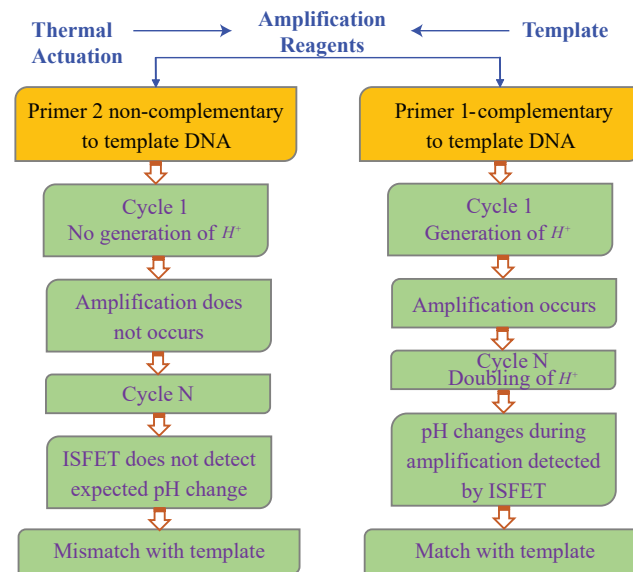 Thermal
Actuation
Amplification
Reagents
Template
Primer 2 non-complementary
to template DNA
Cycle 1
No generation of H⁺
Amplification does
not occurs
Cycle N
ISFET does not detect
expected pH change
Mismatch with template
Primer 1-complementary
to template DNA
Cycle 1
Generation of H⁺
Amplification occurs
Cycle N
Doubling of H⁺
pH changes during
amplification detected
by ISFET
Match with template